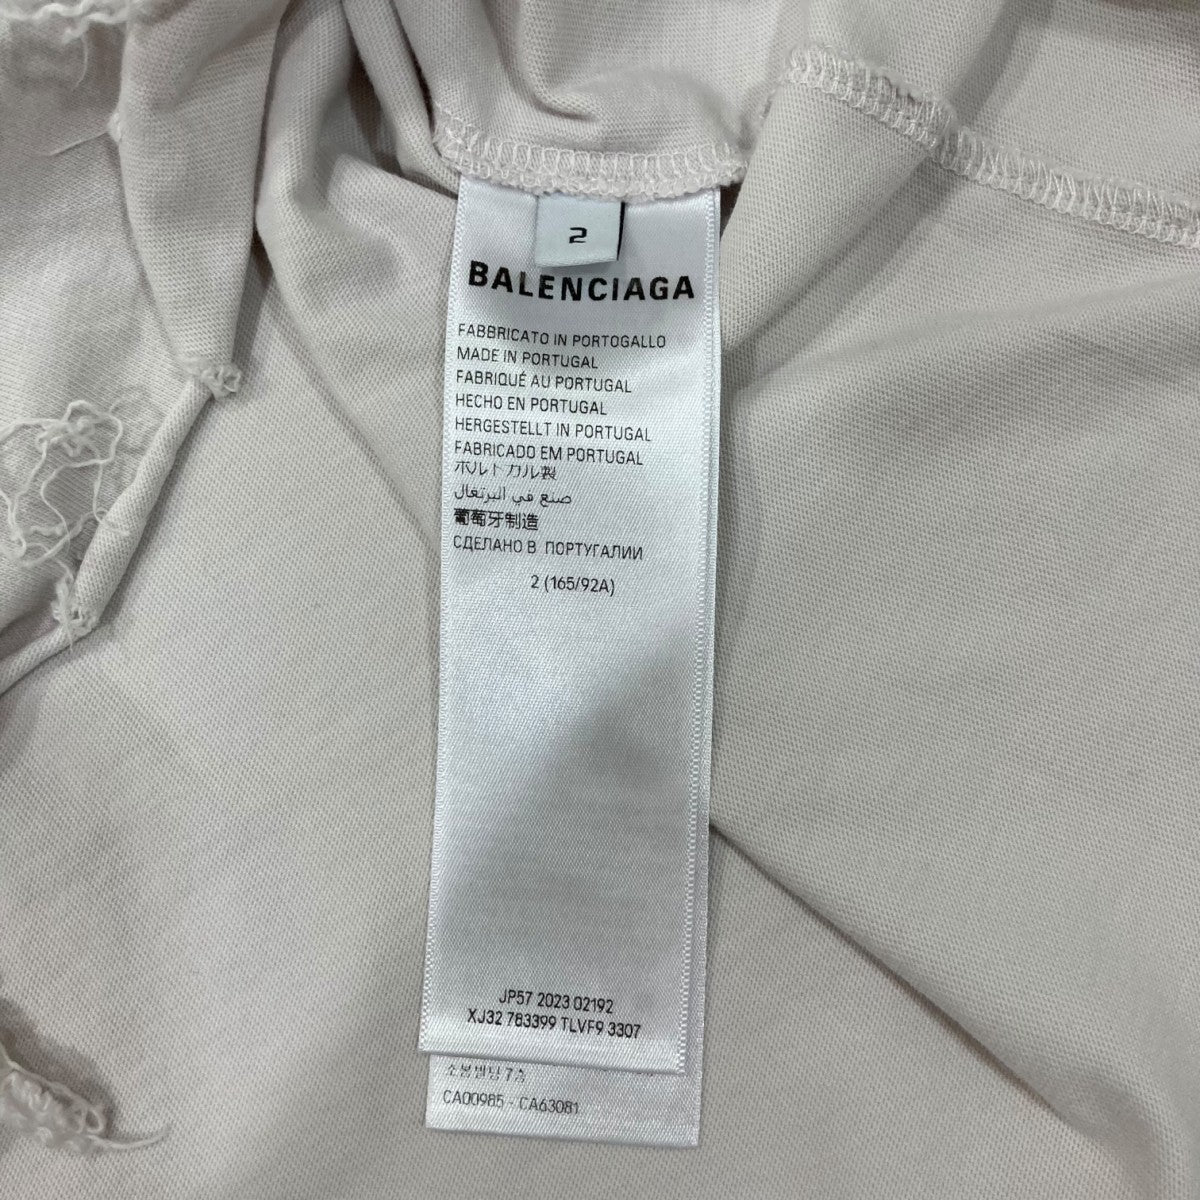 2
BALENCIAGA
FABBRICATO IN PORTOGALLO
MADE IN PORTUGAL
FABRIQUÉ AU PORTUGAL
HECHO EN PORTUGAL
HERGESTELLT IN PORTUGAL
FABRICADO EM PORTUGAL
ポルトガル製
صنع في البرتغال
葡萄牙制造
СДЕЛАНО В ПОРТУГАЛИИ
2 (165/92A)
JP57 2023 02192
XJ32 783399 TLVF9 3307
7층
CA00985 - CA63081